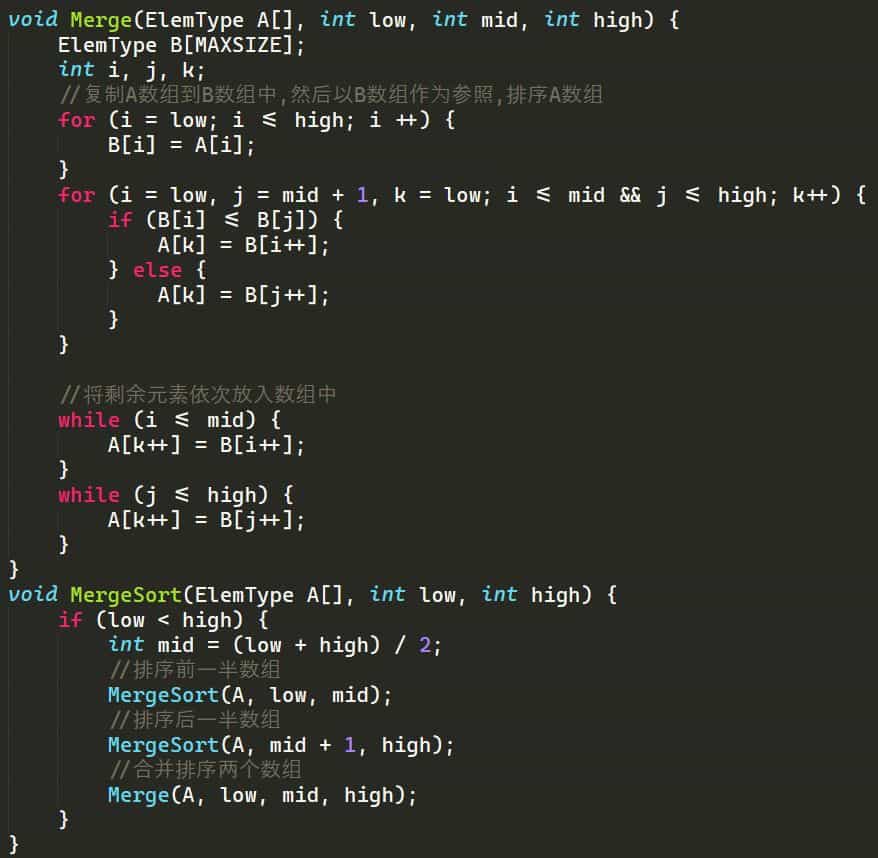 void Merge(ElemType A[], int low, int mid, int high) {
    ElemType B[MAXSIZE];
    int i, j, k;
    //复制A数组到B数组中,然后以B数组作为参照,排序A数组
    for (i = low; i <= high; i ++) {
        B[i] = A[i];
    }
    for (i = low, j = mid + 1, k = low; i <= mid && j <= high; k++) {
        if (B[i] <= B[j]) {
            A[k] = B[i++];
        } else {
            A[k] = B[j++];
        }
    }
    //将剩余元素依次放入数组中
    while (i <= mid) {
        A[k++] = B[i++];
    }
    while (j <= high) {
        A[k++] = B[j++];
    }
}
void MergeSort(ElemType A[], int low, int high) {
    if (low < high) {
        int mid = (low + high) / 2;
        //排序前一半数组
        MergeSort(A, low, mid);
        //排序后一半数组
        MergeSort(A, mid + 1, high);
        //合并排序两个数组
        Merge(A, low, mid, high);
    }
}